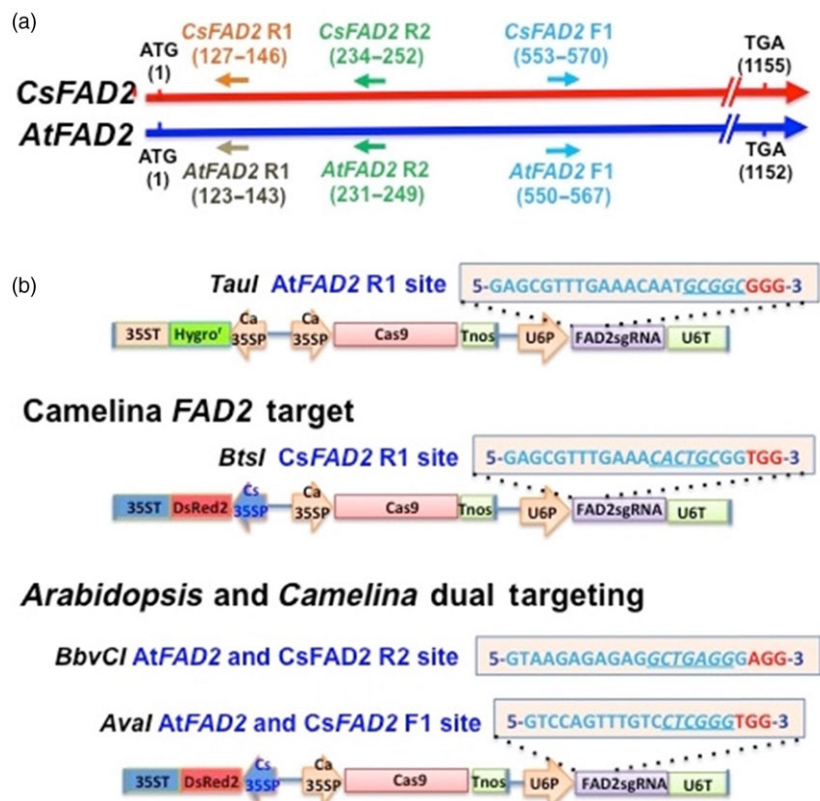 (a)
CsFAD2 R1 CsFAD2 R2 CsFAD2 F1
(127–146) (234–252) (553–570)
ATG TGA
(1) (1155)
CsFAD2
AtFAD2
ATG TGA
(1) (1152)
AtFAD2 R1 AtFAD2 R2 AtFAD2 F1
(123–143) (231–249) (550–567)
(b)
TauI AtFAD2 R1 site 5-GAGCGTTTGAAACAATGCGGCGGG-3
35ST Hygroʳ Ca 35SP Ca 35SP Cas9 Tnos U6P FAD2sgRNA U6T
Camelina FAD2 target
BtsI CsFAD2 R1 site 5-GAGCGTTTGAAACACTGCGGTGG-3
35ST DsRed2 Cs 35SP Ca 35SP Cas9 Tnos U6P FAD2sgRNA U6T
Arabidopsis and Camelina dual targeting
BbvCI AtFAD2 and CsFAD2 R2 site 5-GTAAGAGAGAGGCTGAGGGAGG-3
AvaI AtFAD2 and CsFAD2 F1 site 5-GTCCAGTTTGTCCTCGGGTGG-3
35ST DsRed2 Cs 35SP Ca 35SP Cas9 Tnos U6P FAD2sgRNA U6T